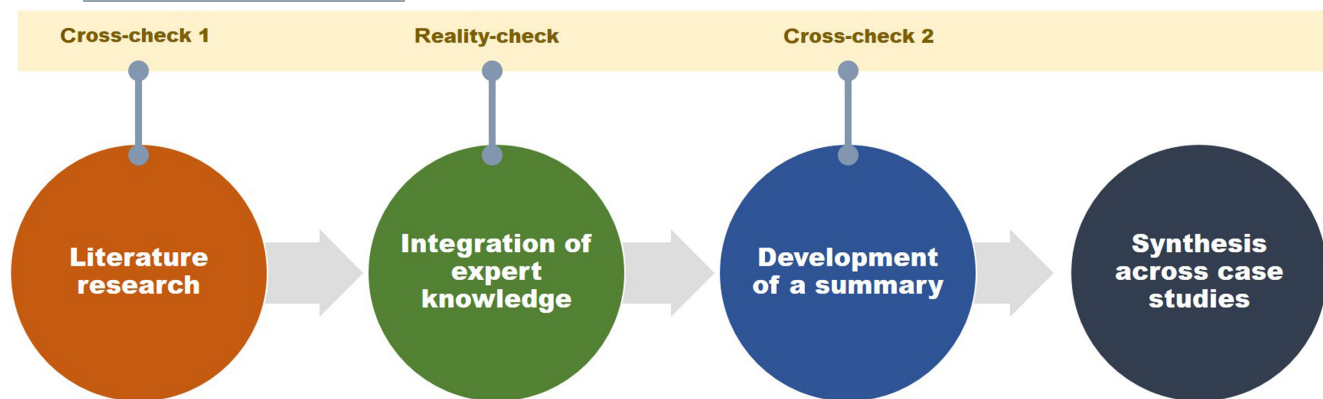 Cross-check 1
Reality-check
Cross-check 2
Literature
research
Integration of
expert
knowledge
Development
of a summary
Synthesis
across case
studies